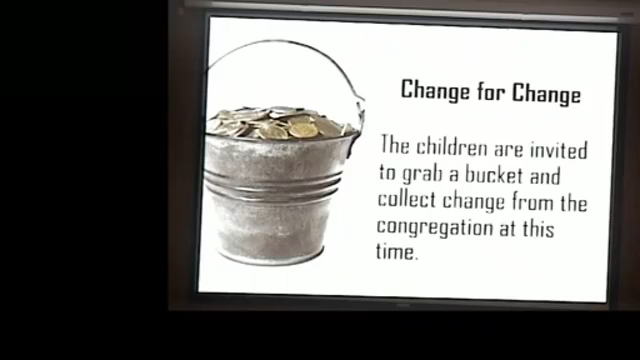 Change for Change
The children are invited
to grab a bucket and
collect change from the
congregation at this
time.